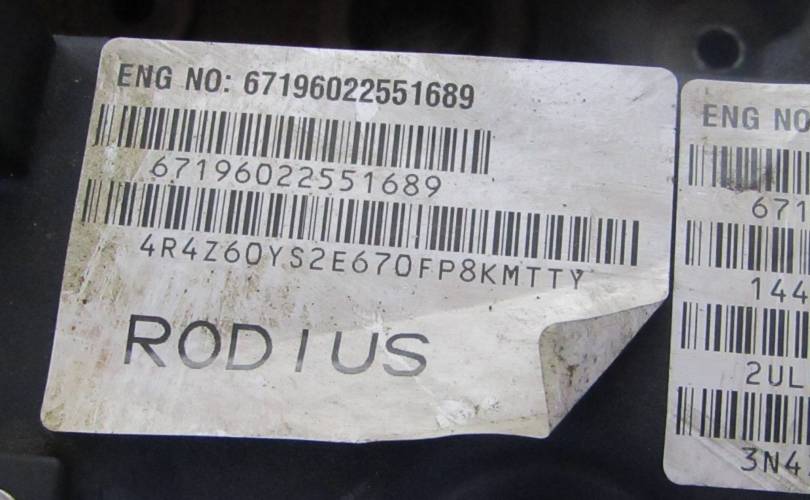 ENG NO: 67196022551689
67196022551689
4R4Z60YS2E670FP8KMTTY
RODIUS
ENG NO
671
144
2UL
3N4